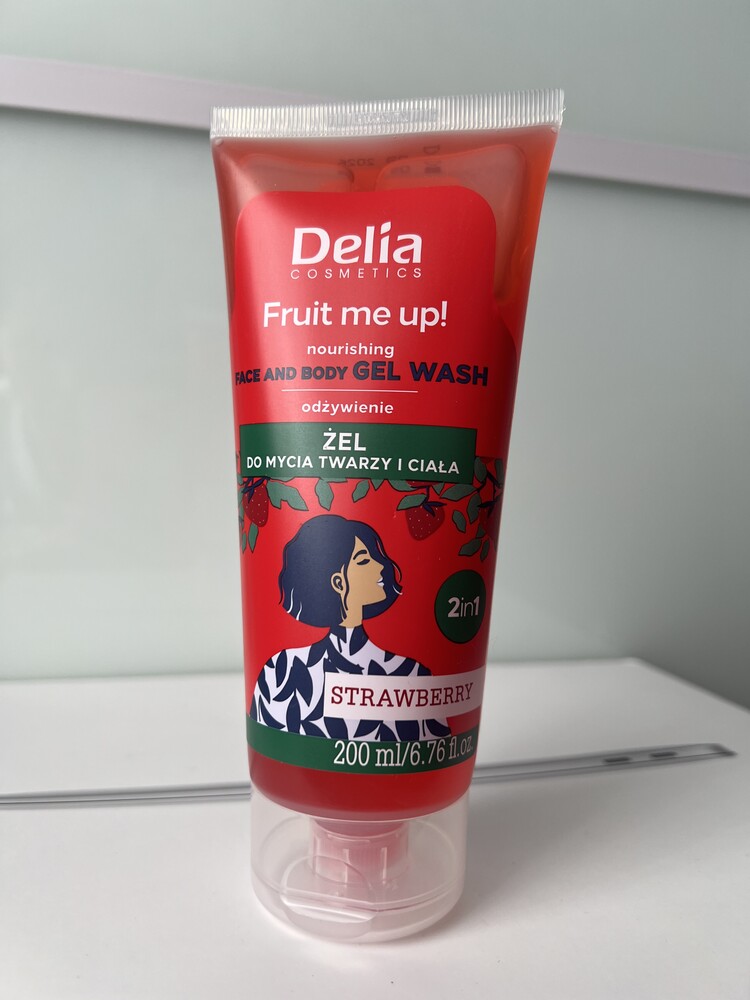 Delia
COSMETICS
Fruit me up!
nourishing
FACE AND BODY GEL WASH
odżywienie
ŻEL
DO MYCIA TWARZY I CIAŁA
2in1
STRAWBERRY
200 ml/6.76 fl.oz.